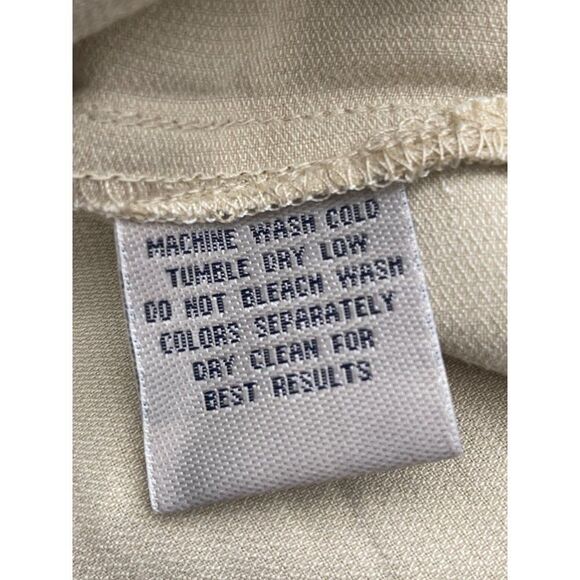 MACHINE WASH COLD
TUMBLE DRY LOW
DO NOT BLEACH WASH
COLORS SEPARATELY
DRY CLEAN FOR
BEST RESULTS